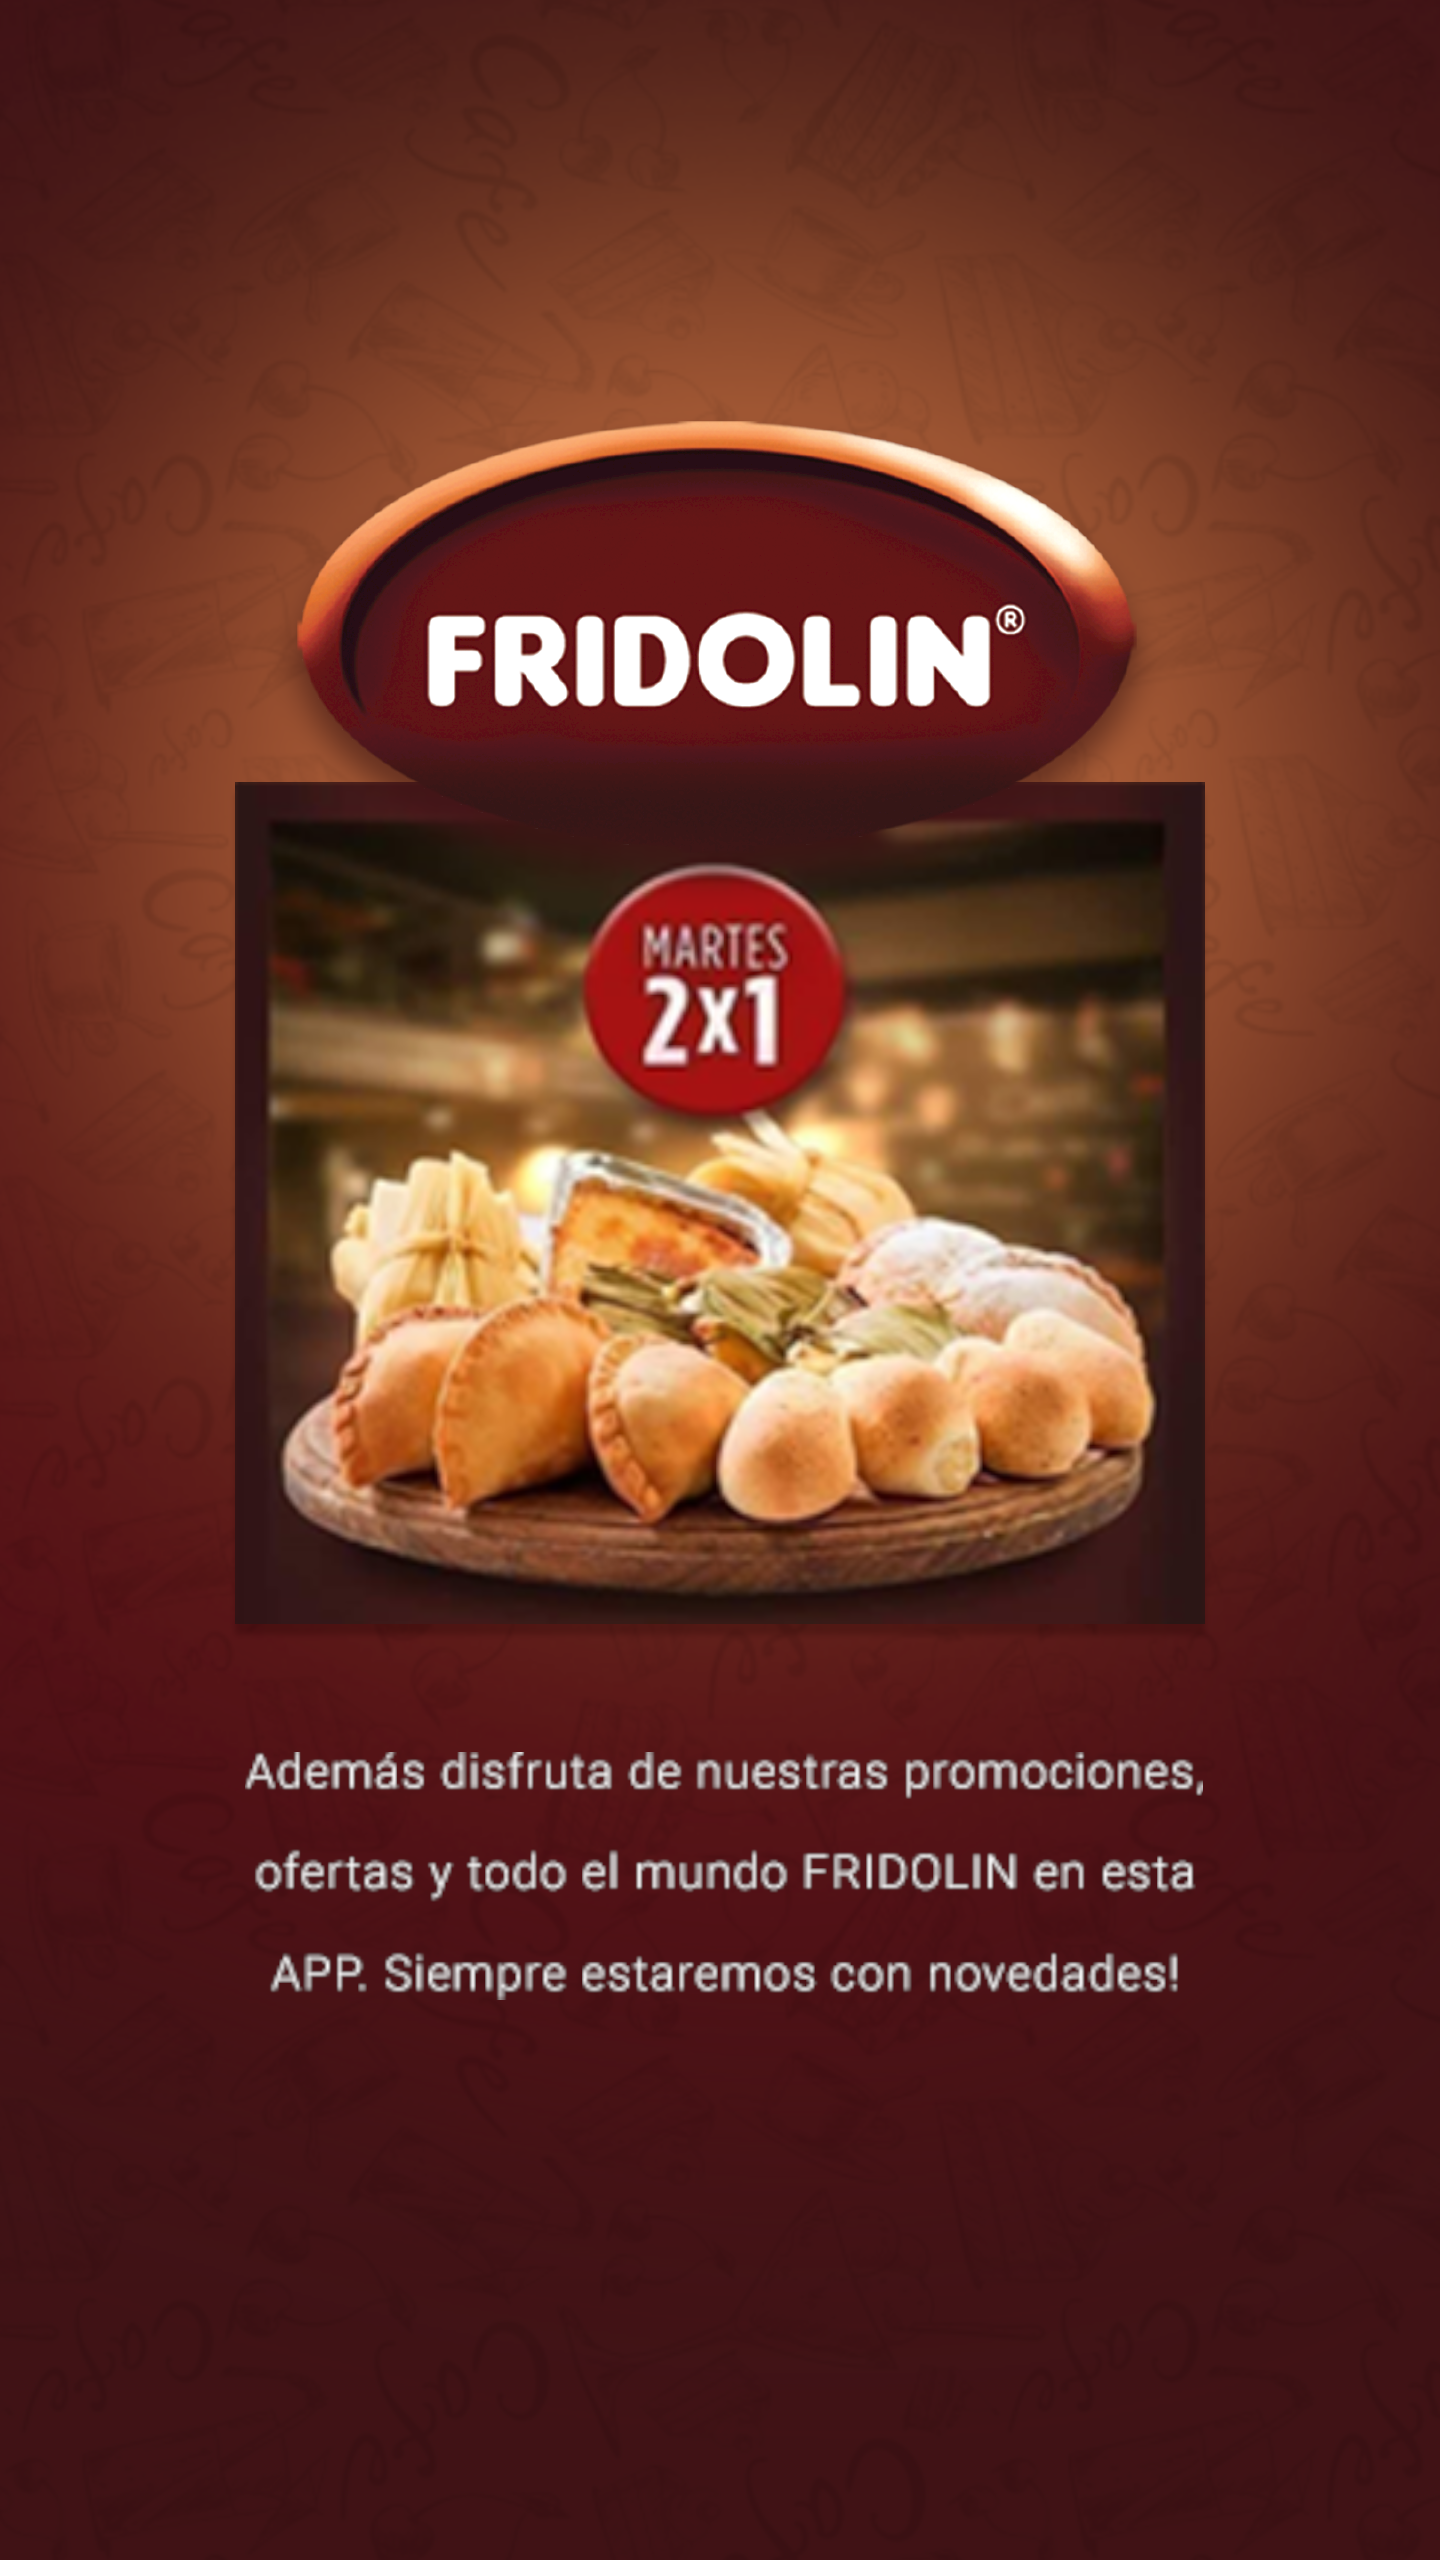 FRIDOLIN®
MARTES
2x1
Además disfruta de nuestras promociones,
ofertas y todo el mundo FRIDOLIN en esta
APP. Siempre estaremos con novedades!